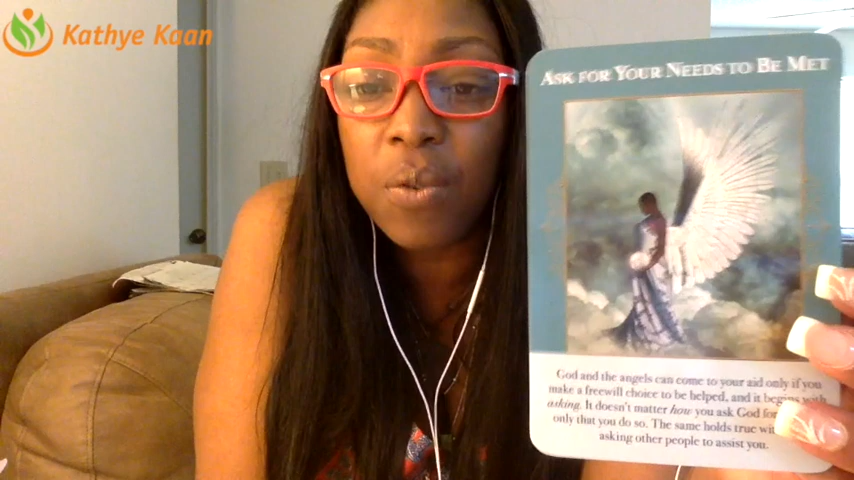 Kathye Kaan
ASK FOR YOUR NEEDS TO BE MET
God and the angels can come to your aid only if you
make a freewill choice to be helped, and it begins with
asking. It doesn't matter how you ask God for
only that you do so. The same holds true
asking other people to assist you.